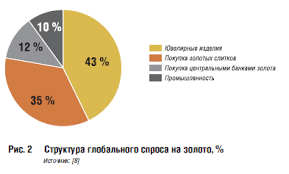 10 %
12 %
43 %
35 %
Ювелирные изделия
Покупка золотых слитков
Покупка центральными банками золота
Промышленность
Рис. 2 Структура глобального спроса на золото, %
Источник: [8]